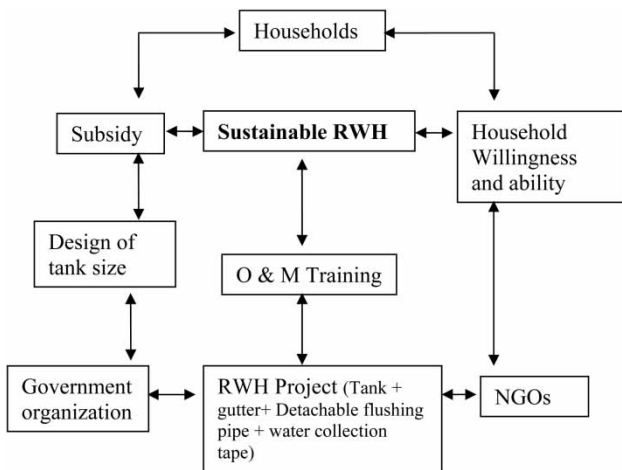 Households
Subsidy
Sustainable RWH
Household
Willingness
and ability
Design of
tank size
O & M Training
Government
organization
RWH Project (Tank +
gutter+ Detachable flushing
pipe + water collection
tape)
NGOs